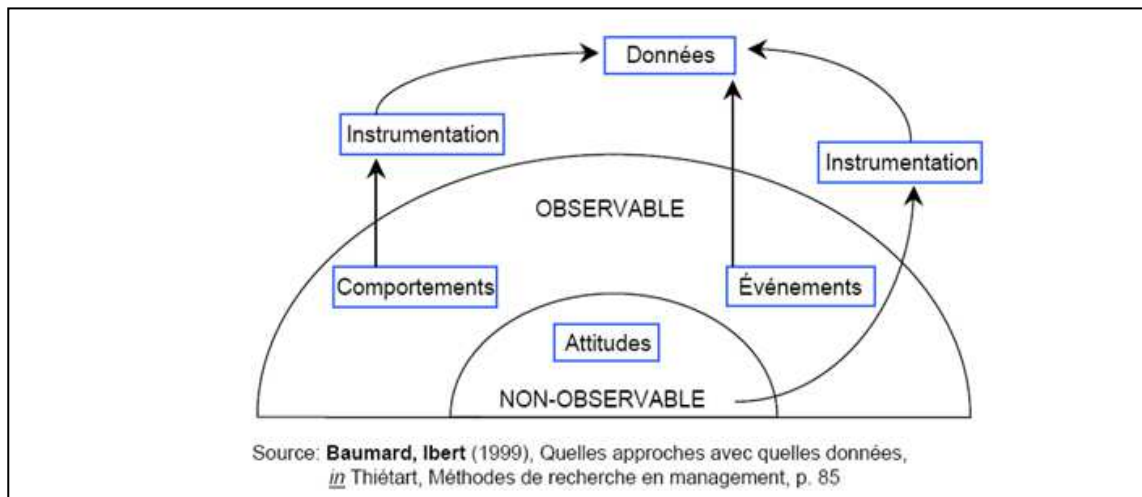 Données
Instrumentation
Instrumentation
OBSERVABLE
Comportements
Événements
Attitudes
NON-OBSERVABLE
Source: Baumard, Ibert (1999), Quelles approches avec quelles données,
in Thiétart, Méthodes de recherche en management, p. 85